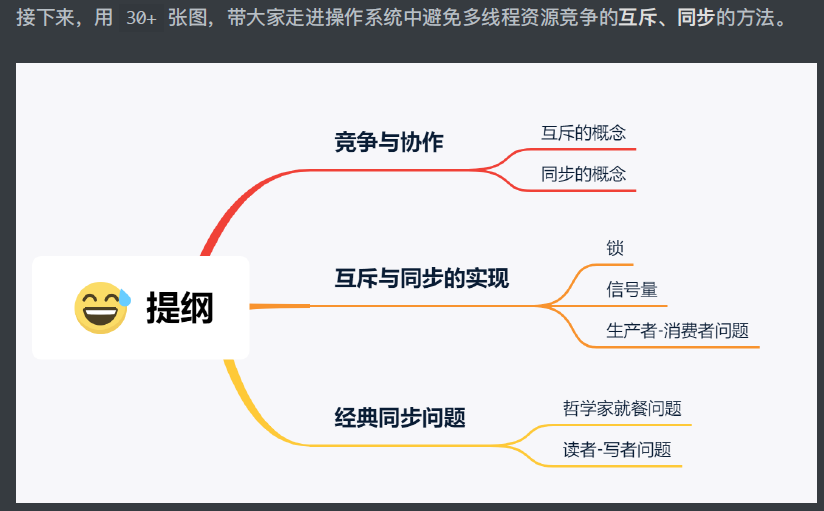 接下来，用 30+ 张图，带大家走进操作系统中避免多线程资源竞争的互斥、同步的方法。
竞争与协作
互斥的概念
同步的概念
提纲
互斥与同步的实现
锁
信号量
生产者-消费者问题
经典同步问题
哲学家就餐问题
读者-写者问题